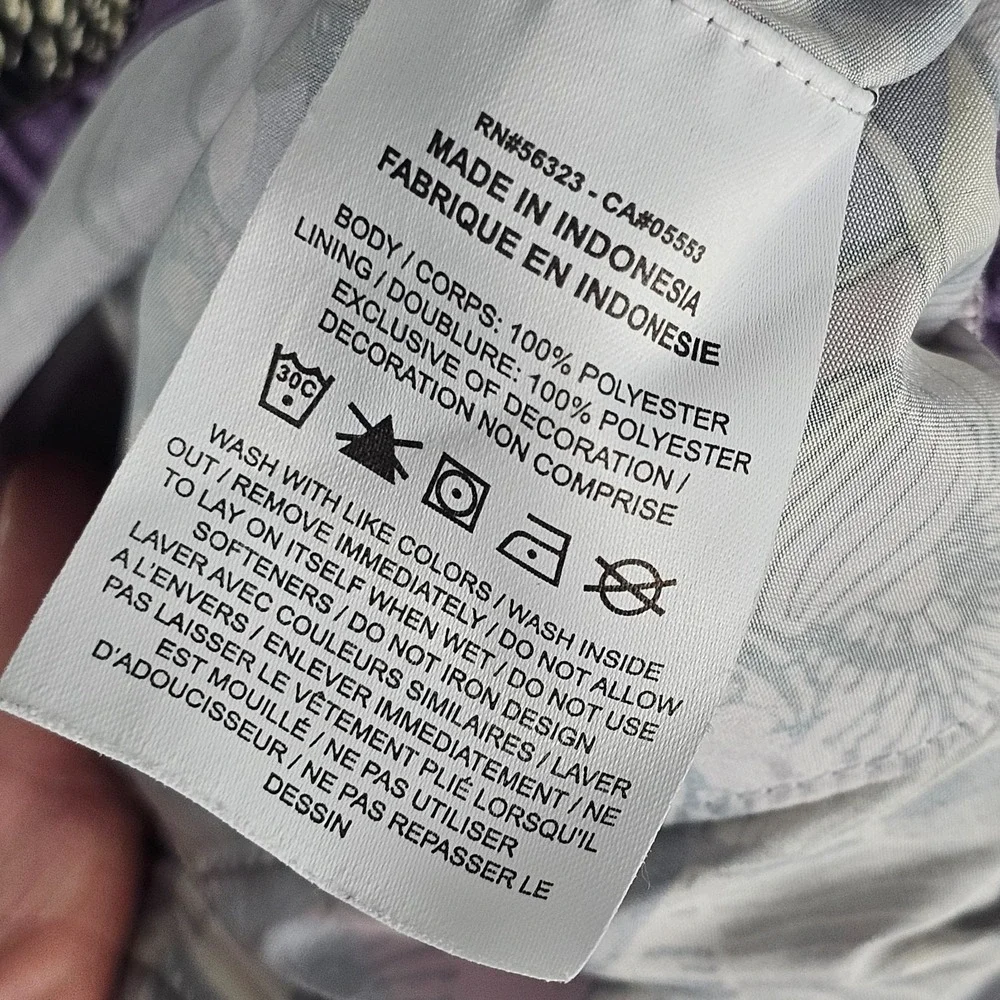 RN#56323 - CA#05553
MADE IN INDONESIA
FABRIQUE EN INDONESIE
BODY / CORPS: 100% POLYESTER
LINING / DOUBLURE: 100% POLYESTER
EXCLUSIVE OF DECORATION /
DECORATION NON COMPRISE
30C
WASH WITH LIKE COLORS / WASH INSIDE
OUT / REMOVE IMMEDIATELY / DO NOT ALLOW
TO LAY ON ITSELF WHEN WET / DO NOT USE
SOFTENERS / DO NOT IRON DESIGN
LAVER AVEC COULEURS SIMILAIRES / LAVER
A L'ENVERS / ENLEVER IMMEDIATEMENT / NE
PAS LAISSER LE VÊTEMENT PLIÉ LORSQU'IL
EST MOUILLÉ / NE PAS UTILISER
D'ADOUCISSEUR / NE PAS REPASSER LE
DESSIN